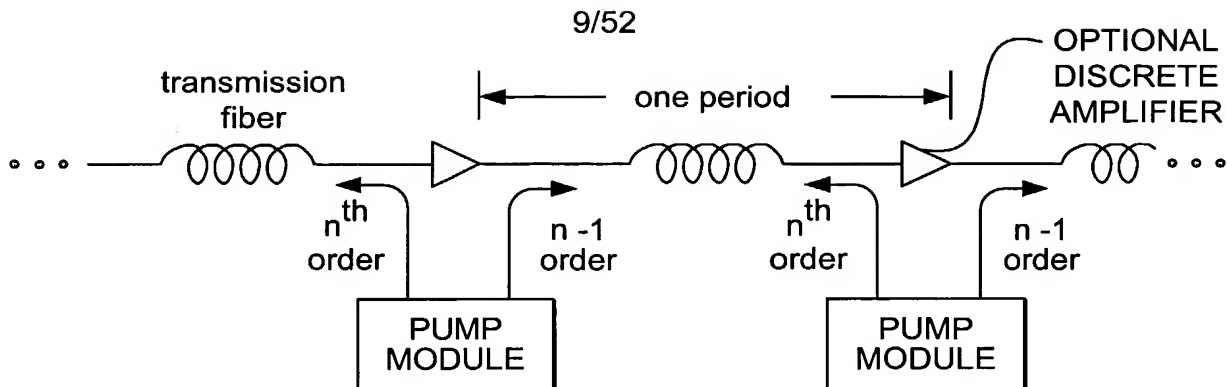 9/52
transmission
fiber
one period
OPTIONAL
DISCRETE
AMPLIFIER
nth
order
n -1
order
nth
order
n -1
order
PUMP
MODULE
PUMP
MODULE